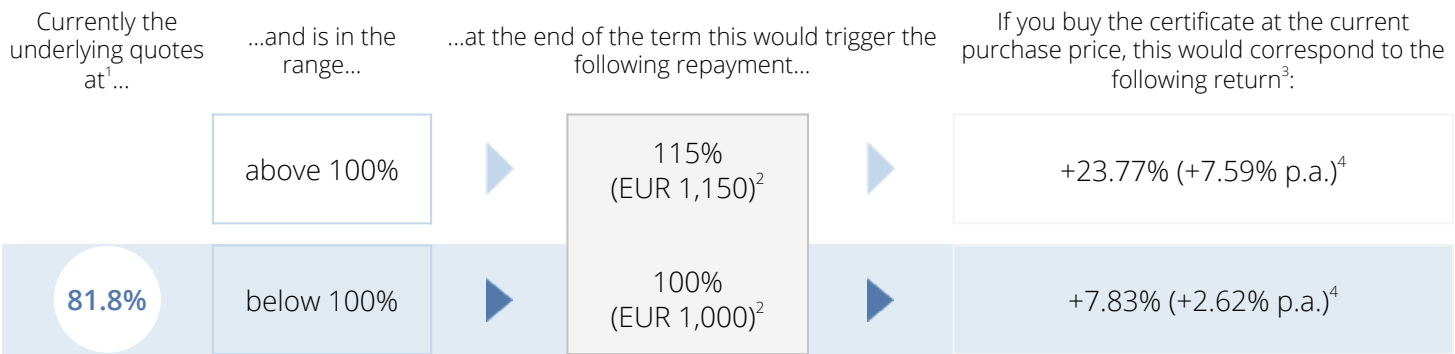 Currently the
underlying quotes
at¹...
...and is in the
range...
...at the end of the term this would trigger the
following repayment...
If you buy the certificate at the current
purchase price, this would correspond to the
following return³:
above 100%
115%
(EUR 1,150)²
+23.77% (+7.59% p.a.)⁴
81.8%
below 100%
100%
(EUR 1,000)²
+7.83% (+2.62% p.a.)⁴